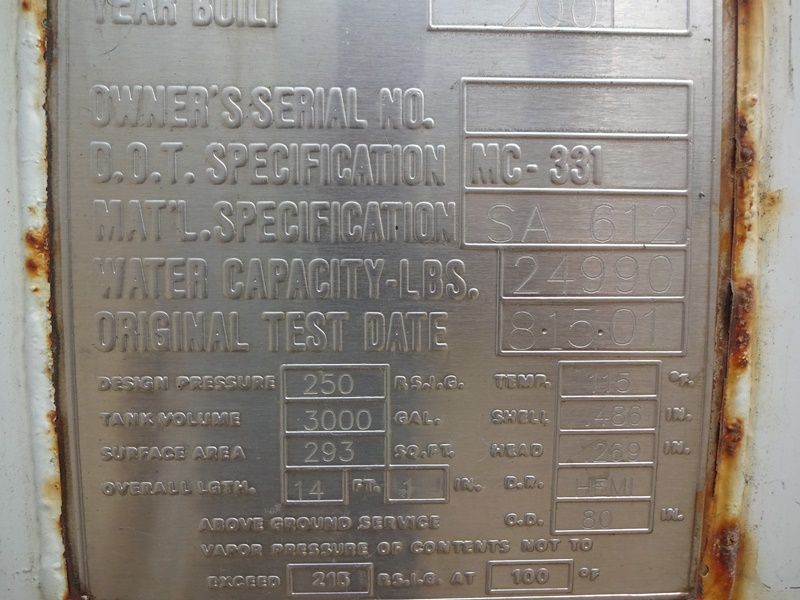 YEAR BUILT 2001
OWNER'S SERIAL NO.
D.O.T. SPECIFICATION MC-331
MAT'L. SPECIFICATION SA 612
WATER CAPACITY-LBS. 24990
ORIGINAL TEST DATE 8·15·01
DESIGN PRESSURE 250 P.S.I.G. TEMP. 115 °F.
TANK VOLUME 3000 GAL. SHELL .486 IN.
SURFACE AREA 293 SQ.FT. HEAD .269 IN.
OVERALL LGTH. 14 FT. 1 IN. D.R. HEMI
ABOVE GROUND SERVICE O.D. 80 IN.
VAPOR PRESSURE OF CONTENTS NOT TO
EXCEED P.S.I.G AT 100 °F